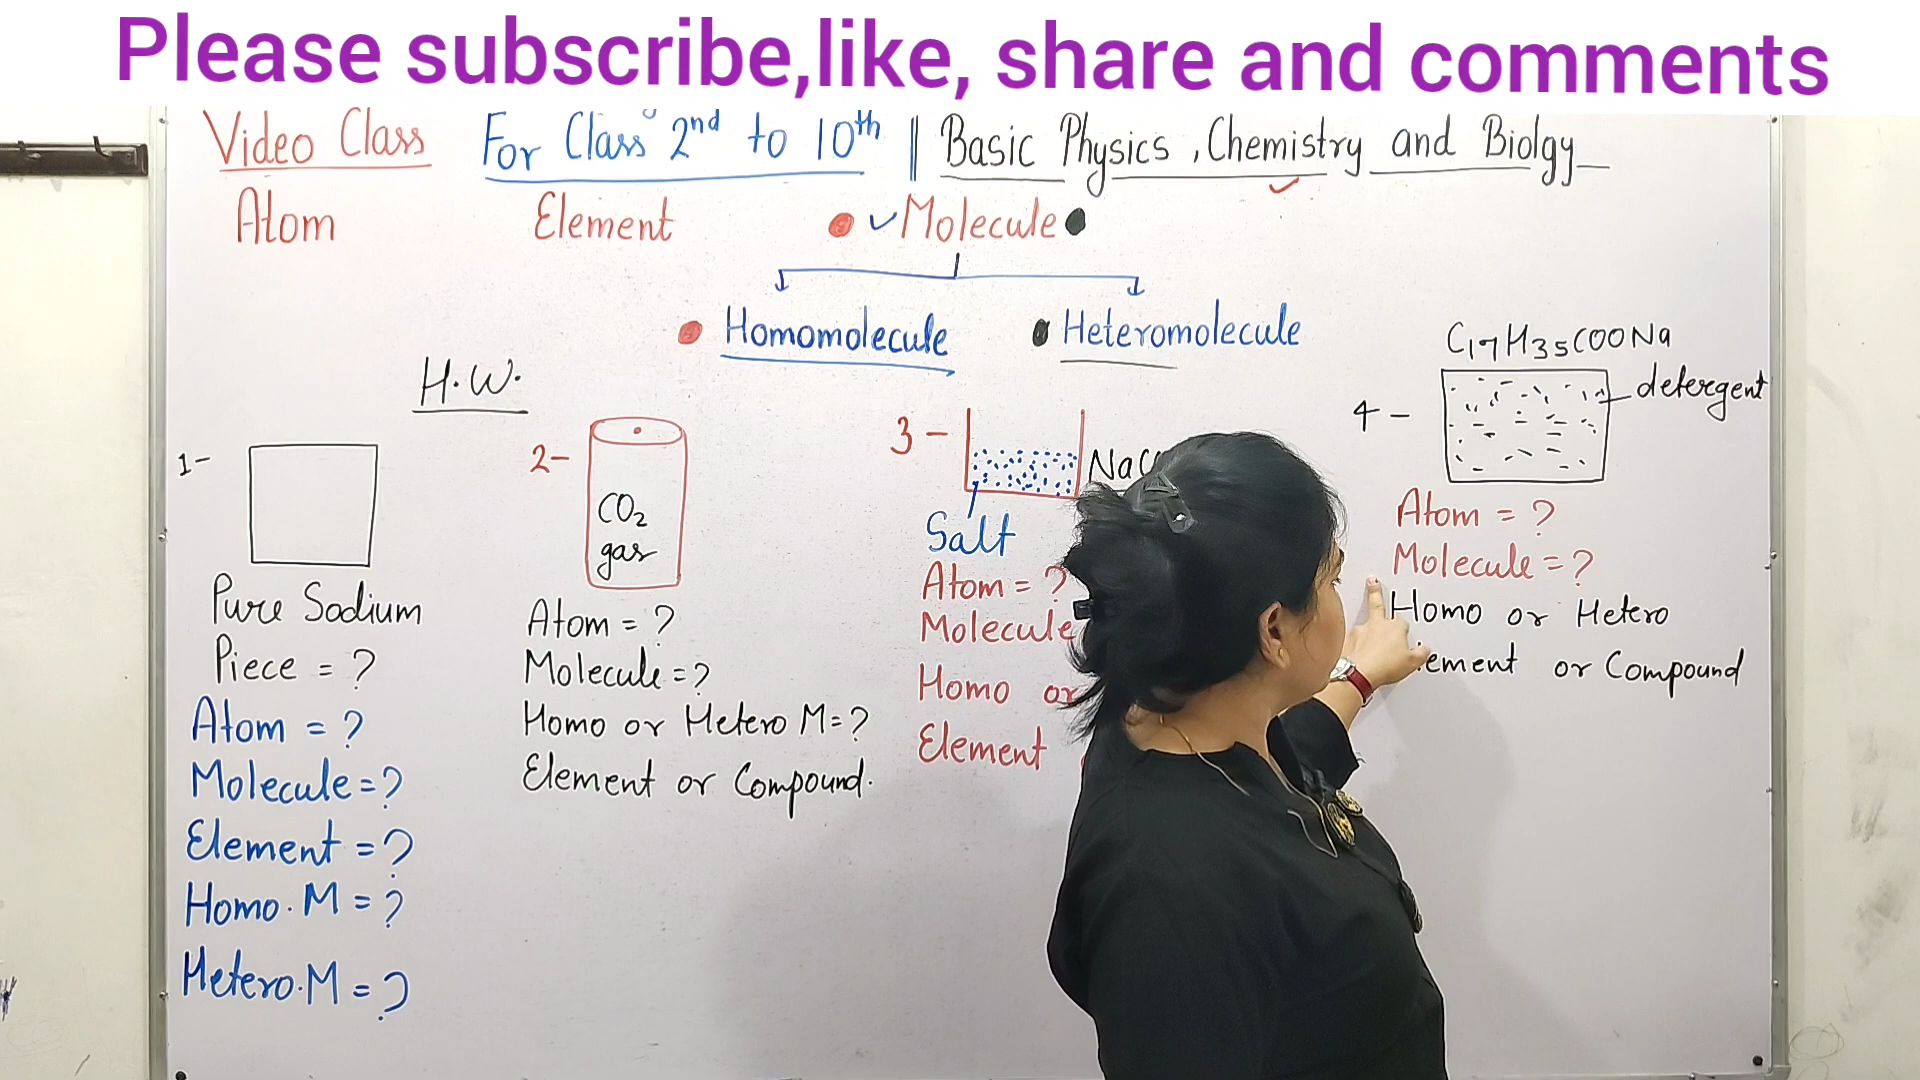 Please subscribe,like, share and comments
Video Class For Class 2nd to 10th || Basic Physics, Chemistry and Biolgy
Atom Element Molecule
Homomolecule Heteromolecule
H.W.
1-
Pure Sodium
Piece = ?
Atom = ?
Molecule = ?
Element = ?
Homo. M = ?
Hetero. M = ?
2-
CO2
gas
Atom = ?
Molecule = ?
Homo or Hetero M = ?
Element or Compound.
3-
Salt
Atom = ?
Molecule
Homo or
Element
4-
C17H35COONa
detergent
Atom = ?
Molecule = ?
Homo or Hetero
or Compound